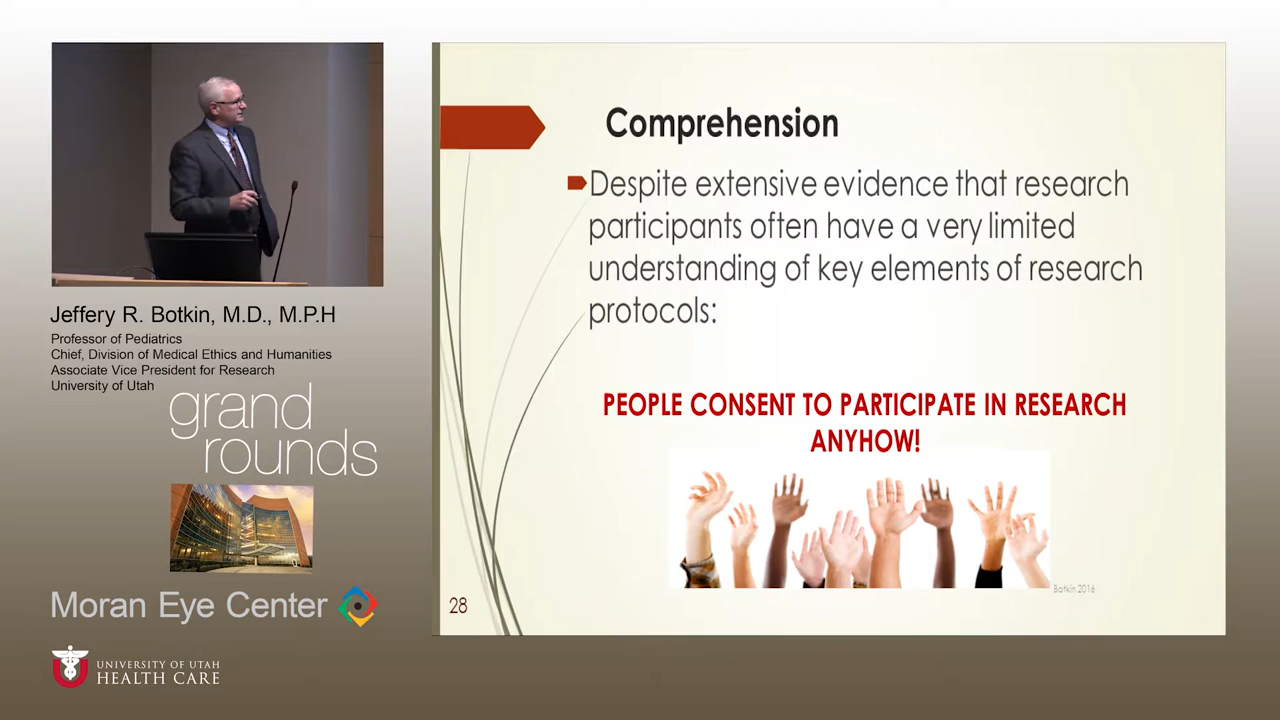 Jeffery R. Botkin, M.D., M.P.H
Professor of Pediatrics
Chief, Division of Medical Ethics and Humanities
Associate Vice President for Research
University of Utah
grand
rounds
Moran Eye Center
UNIVERSITY OF UTAH
HEALTH CARE
Comprehension
Despite extensive evidence that research
participants often have a very limited
understanding of key elements of research
protocols:
PEOPLE CONSENT TO PARTICIPATE IN RESEARCH
ANYHOW!
Botkin 2016
28